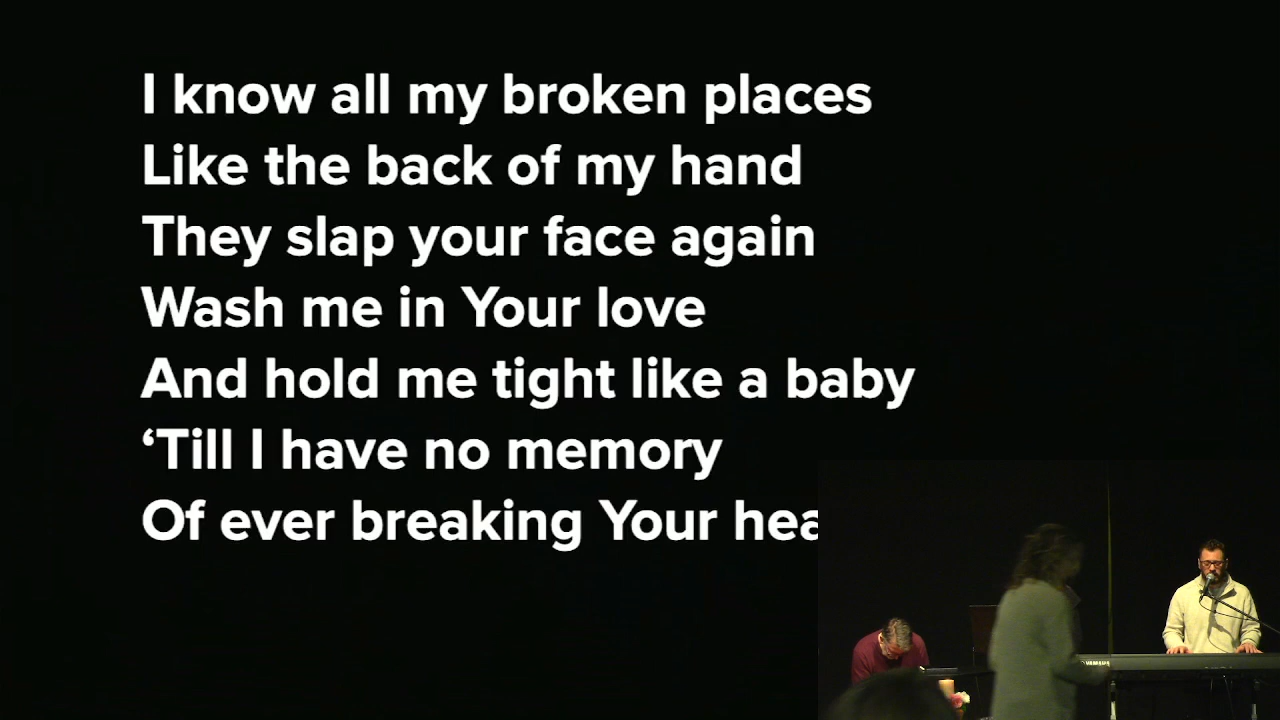 I know all my broken places
Like the back of my hand
They slap your face again
Wash me in Your love
And hold me tight like a baby
‘Till I have no memory
Of ever breaking Your hea
YAMAHA